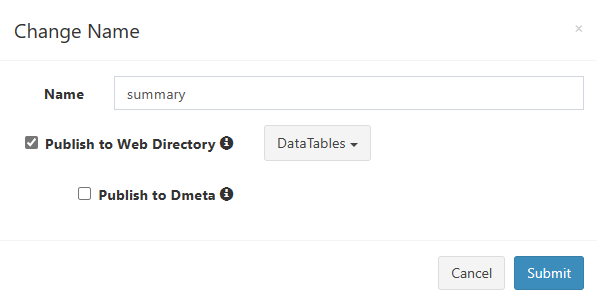 Change Name
×
Name
summary
Publish to Web Directory
DataTables
Publish to Dmeta
Cancel
Submit